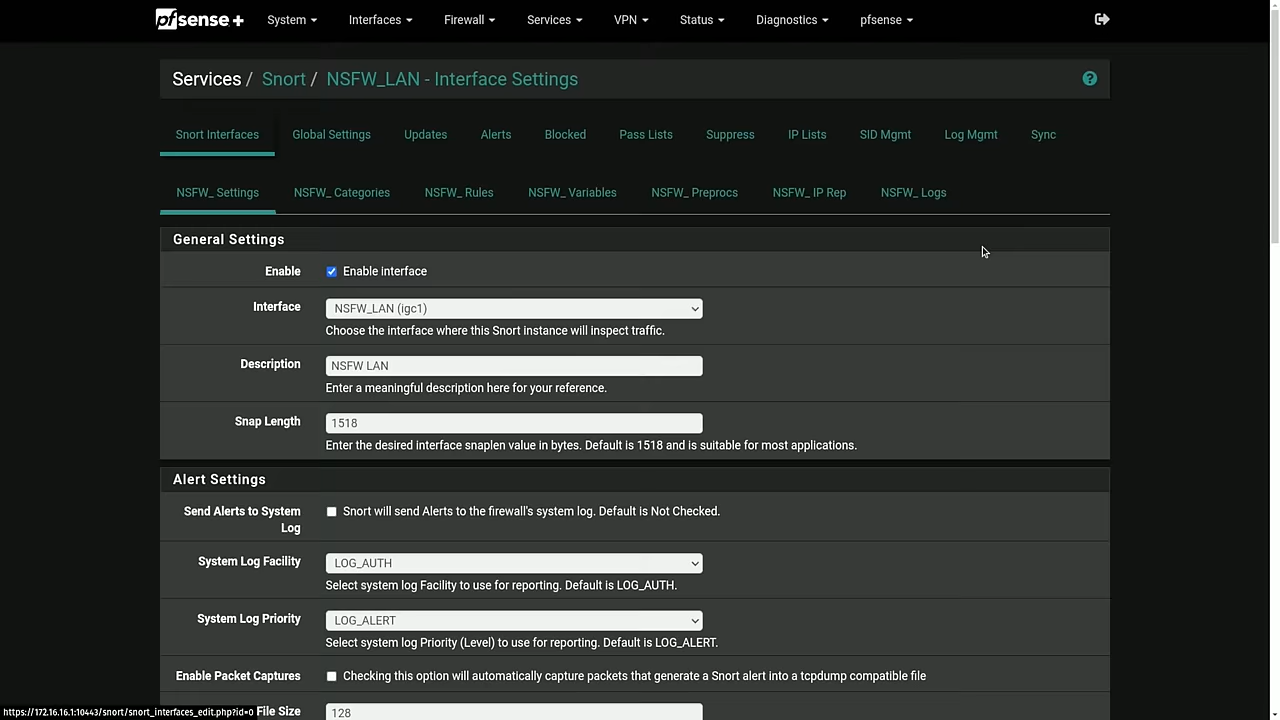 pfsense +
System
Interfaces
Firewall
Services
VPN
Status
Diagnostics
pfsense
Services / Snort / NSFW_LAN - Interface Settings
Snort Interfaces
Global Settings
Updates
Alerts
Blocked
Pass Lists
Suppress
IP Lists
SID Mgmt
Log Mgmt
Sync
NSFW_ Settings
NSFW_ Categories
NSFW_ Rules
NSFW_ Variables
NSFW_ Preprocs
NSFW_ IP Rep
NSFW_ Logs
General Settings
Enable
Enable interface
Interface
NSFW_LAN (igc1)
Choose the interface where this Snort instance will inspect traffic.
Description
NSFW LAN
Enter a meaningful description here for your reference.
Snap Length
1518
Enter the desired interface snaplen value in bytes. Default is 1518 and is suitable for most applications.
Alert Settings
Send Alerts to System
Log
Snort will send Alerts to the firewall's system log. Default is Not Checked.
System Log Facility
LOG_AUTH
Select system log Facility to use for reporting. Default is LOG_AUTH.
System Log Priority
LOG_ALERT
Select system log Priority (Level) to use for reporting. Default is LOG_ALERT.
Enable Packet Captures
Checking this option will automatically capture packets that generate a Snort alert into a tcpdump compatible file
https://172.16.16.1:10443/snort/snort_interfaces_edit.php?id=0
File Size
128